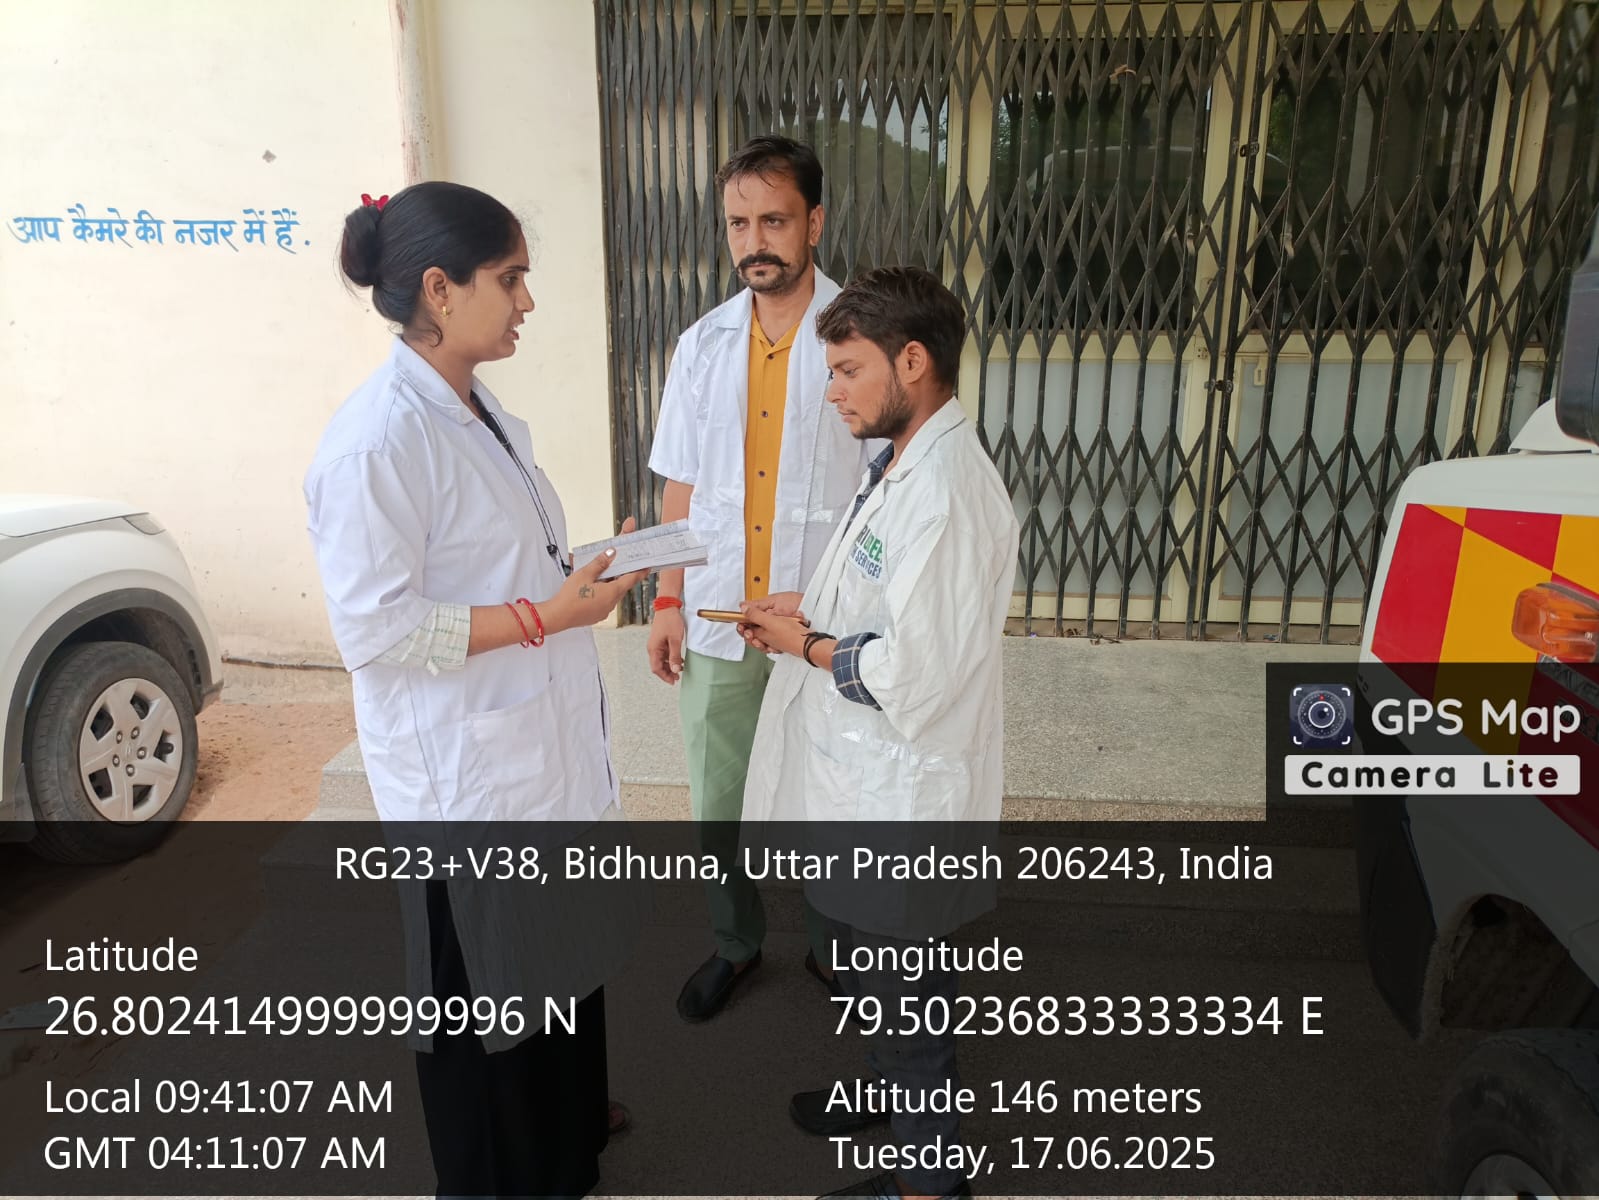 आप कैमरे की नजर में हैं.
SERVICES
GPS Map
Camera Lite
RG23+V38, Bidhuna, Uttar Pradesh 206243, India
Latitude
26.802414999999996 N
Longitude
79.50236833333334 E
Local 09:41:07 AM
GMT 04:11:07 AM
Altitude 146 meters
Tuesday, 17.06.2025